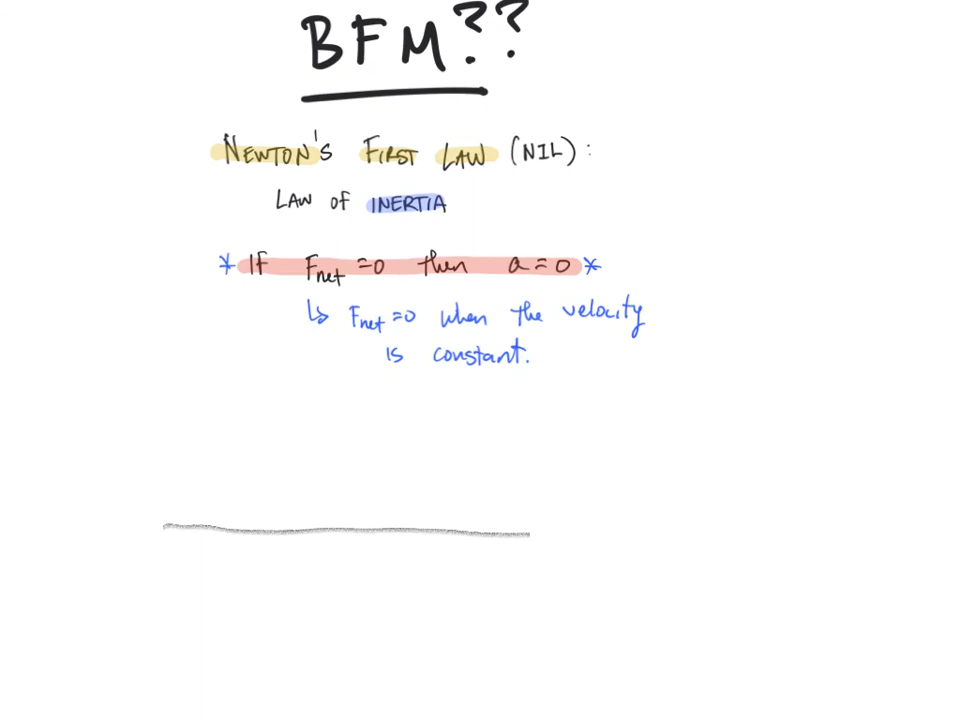 BFM??
NEWTON'S FIRST LAW (NIL):
LAW OF INERTIA
* IF Fnet =0 then a=0 *
↳ Fnet=0 when the velocity
is constant.